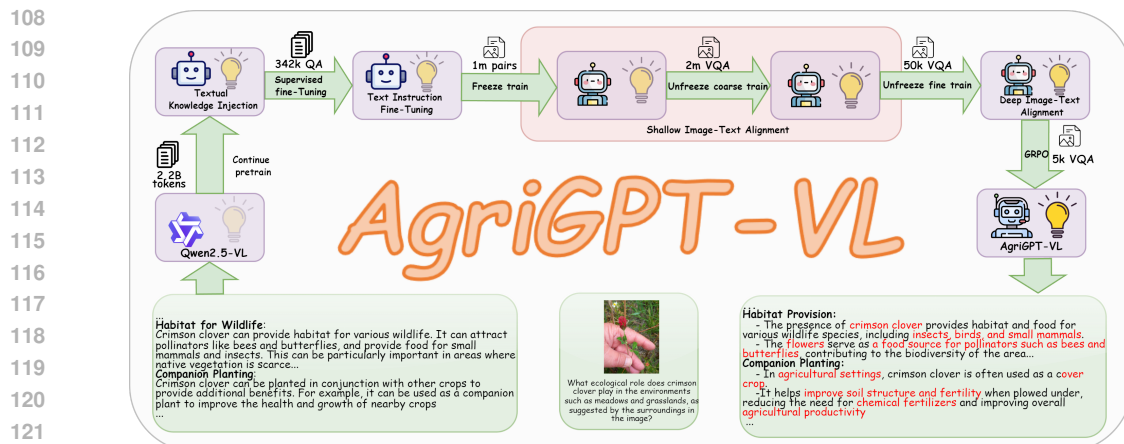 108
109
110
111
112
113
114
115
116
117
118
119
120
121
342k QA
Supervised
fine-Tuning
1m pairs
Freeze train
2m VQA
Unfreeze coarse train
50k VQA
Unfreeze fine train
Textual
Knowledge Injection
Text Instruction
Fine-Tuning
Shallow Image-Text Alignment
Deep Image-Text
Alignment
2.2B
tokens
Continue
pretrain
GRPO
5k VQA
AgriGPT-VL
Qwen2.5-VL
AgriGPT-VL
...
Habitat for Wildlife:
Crimson clover can provide habitat for various wildlife. It can attract
pollinators like bees and butterflies, and provide food for small
mammals and insects. This can be particularly important in areas where
native vegetation is scarce...
Companion Planting:
Crimson clover can be planted in conjunction with other crops to
provide additional benefits. For example, it can be used as a companion
plant to improve the health and growth of nearby crops
...
What ecological role does crimson
clover play in the environments
such as meadows and grasslands, as
suggested by the surroundings in
the image?
...
Habitat Provision:
- The presence of crimson clover provides habitat and food for
various wildlife species, including insects, birds, and small mammals.
- The flowers serve as a food source for pollinators such as bees and
butterflies, contributing to the biodiversity of the area...
Companion Planting:
- In agricultural settings, crimson clover is often used as a cover
crop.
-It helps improve soil structure and fertility when plowed under,
reducing the need for chemical fertilizers and improving overall
agricultural productivity
...